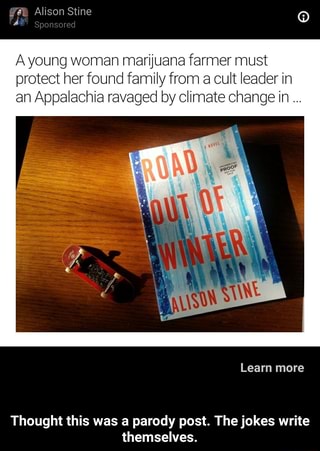 Alison Stine
Sponsored
A young woman marijuana farmer must
protect her found family from a cult leader in
an Appalachia ravaged by climate change in ...
A NOVEL
ROAD
OUT OF
WINTER
PROOF
ALISON STINE
Learn more
Thought this was a parody post. The jokes write
themselves.